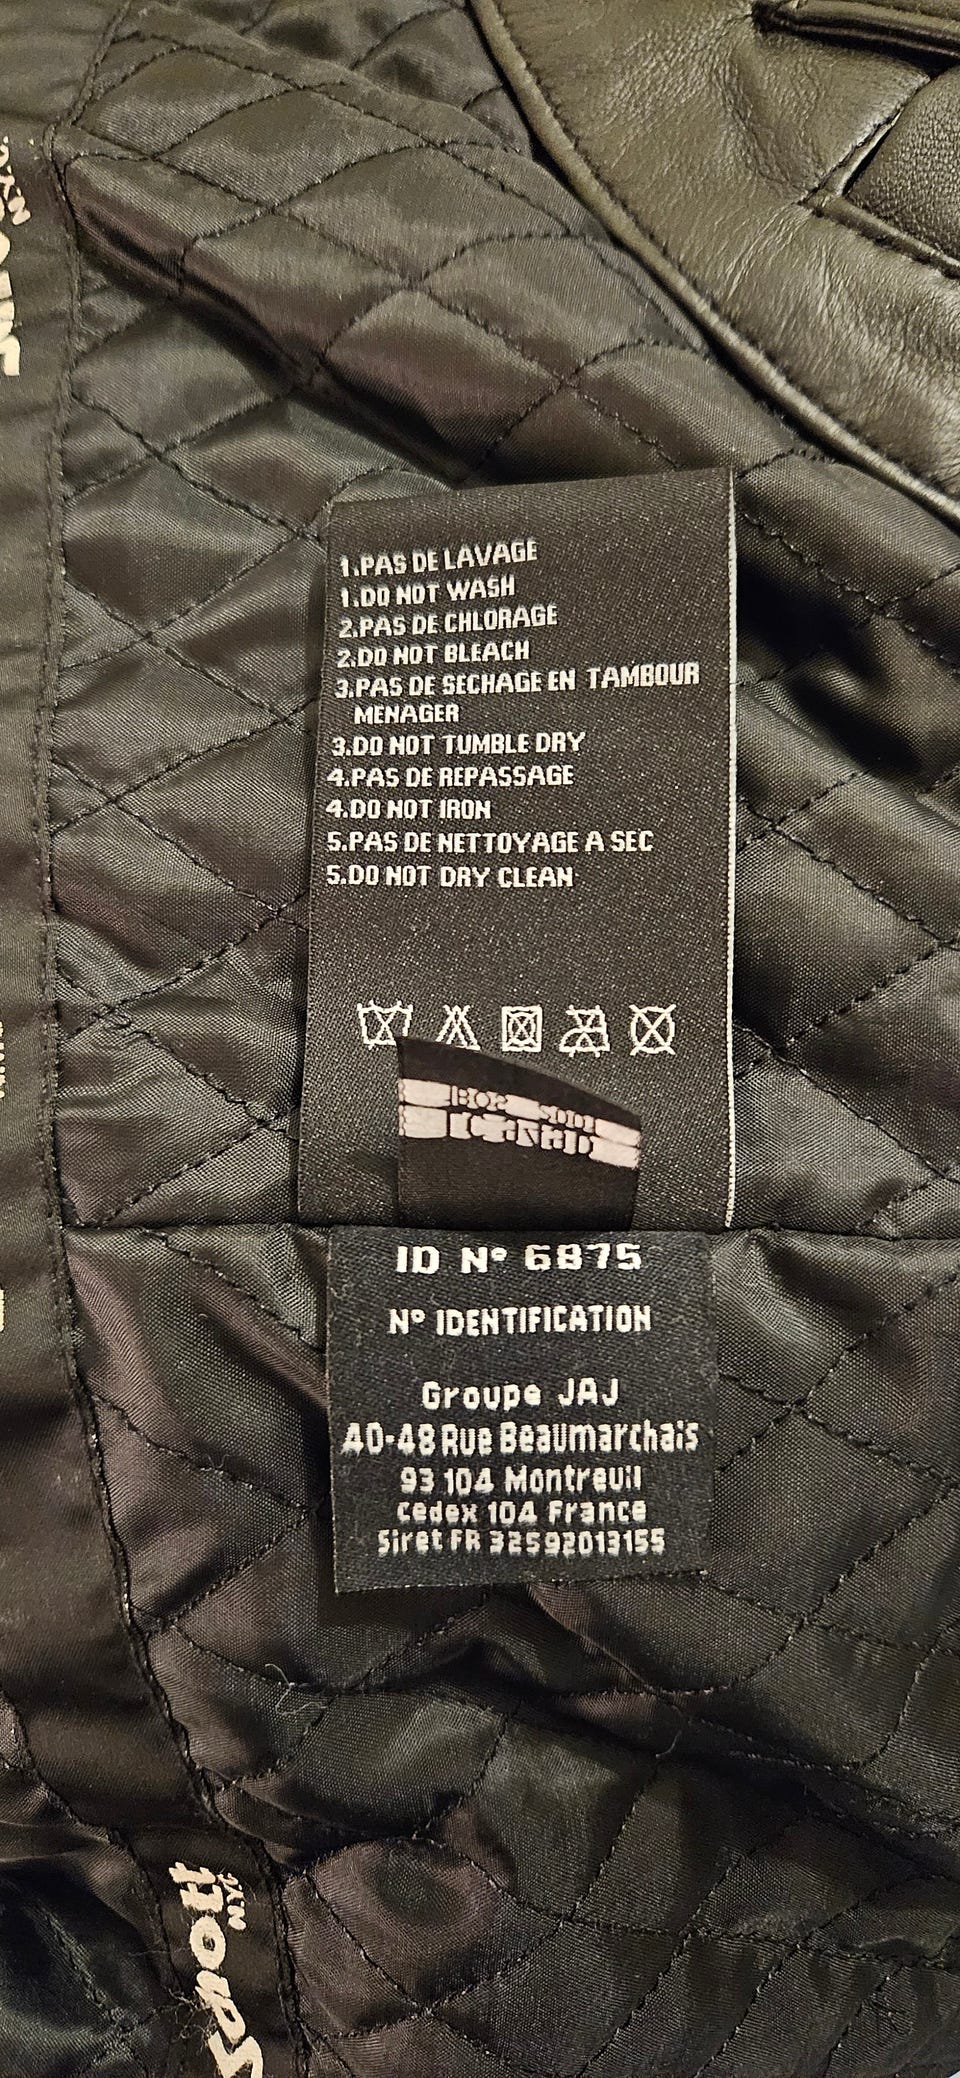 1.PAS DE LAVAGE
1.DO NOT WASH
2.PAS DE CHLORAGE
2.DO NOT BLEACH
3.PAS DE SECHAGE EN TAMBOUR
MENAGER
3.DO NOT TUMBLE DRY
4.PAS DE REPASSAGE
4.DO NOT IRON
5.PAS DE NETTOYAGE A SEC
5.DO NOT DRY CLEAN
ID Nº 6875
Nº IDENTIFICATION
Groupe JAJ
40-48 Rue Beaumarchais
93 104 Montreuil
cedex 104 France
Siret FR 32592013155